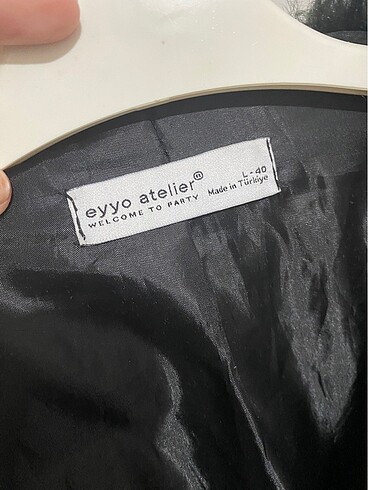 eyyo atelier®
WELCOME TO PARTY
L-40
Made in Türkiye